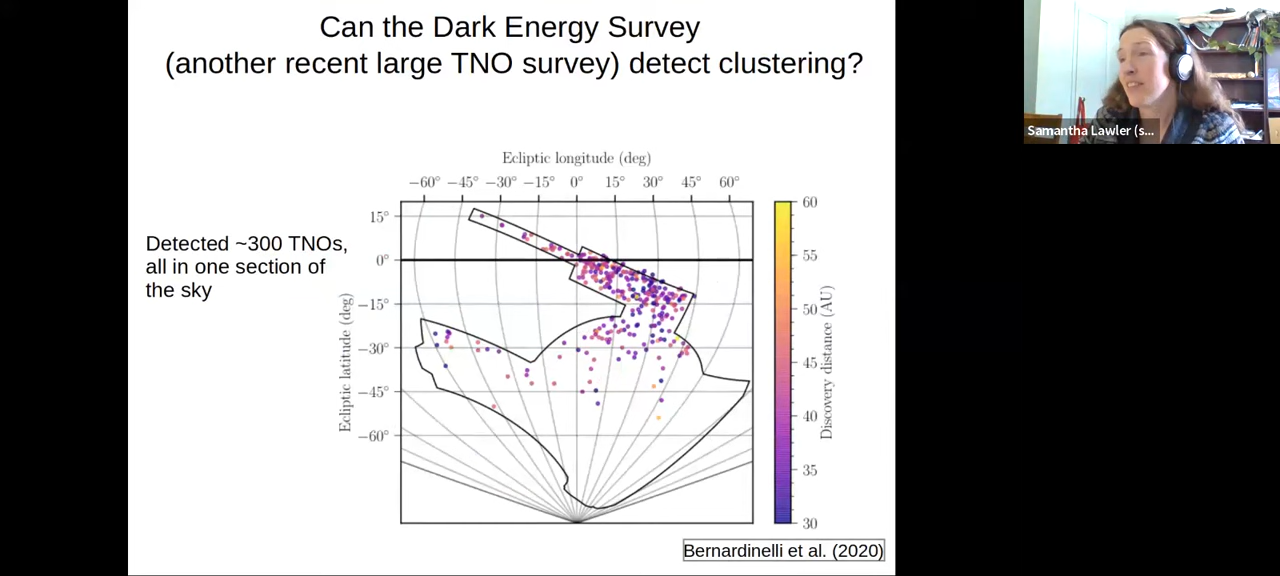 Can the Dark Energy Survey
(another recent large TNO survey) detect clustering?
Samantha Lawler (s...
Detected ~300 TNOs,
all in one section of
the sky
Ecliptic longitude (deg)
−60° −45° −30° −15° 0° 15° 30° 45° 60°
15°
0°
−15°
−30°
−45°
−60°
Ecliptic latitude (deg)
60
55
50
45
40
35
30
Discovery distance (AU)
Bernardinelli et al. (2020)